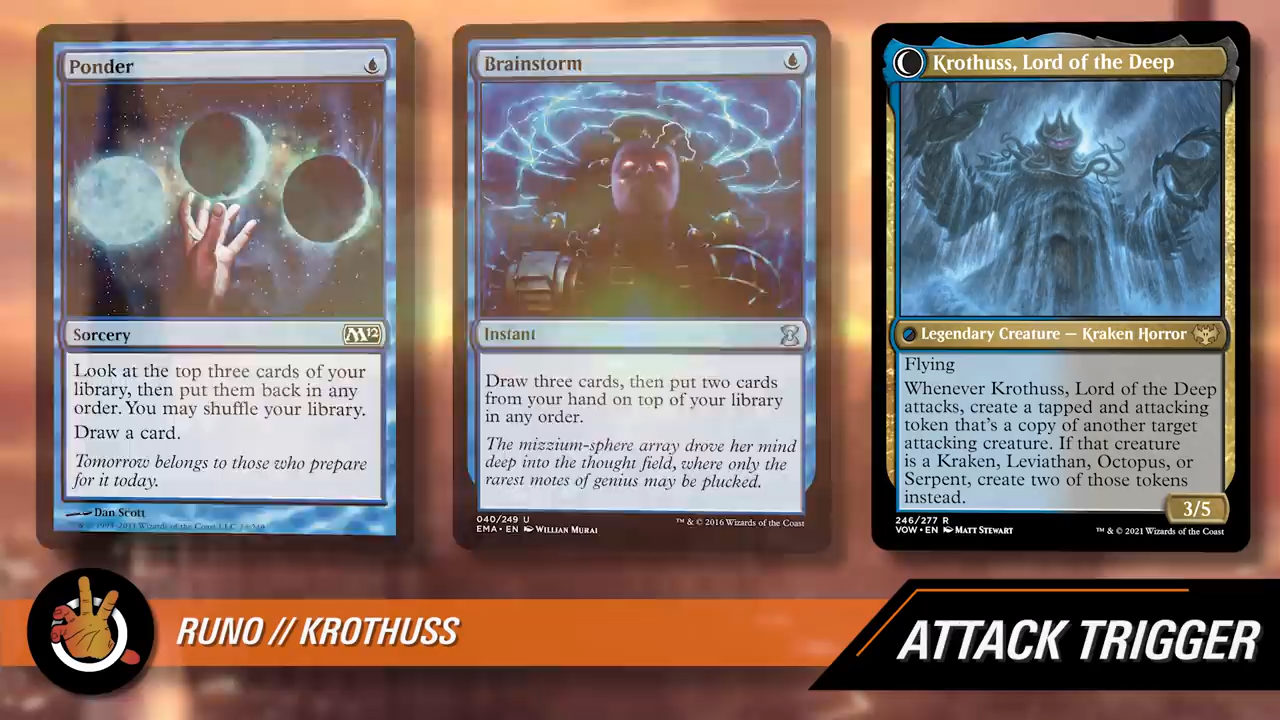 Ponder
Sorcery
M12
Look at the top three cards of your
library, then put them back in any
order. You may shuffle your library.
Draw a card.
Tomorrow belongs to those who prepare
for it today.
Dan Scott
Brainstorm
Instant
Draw three cards, then put two cards
from your hand on top of your library
in any order.
The mizzium-sphere array drove her mind
deep into the thought field, where only the
rarest motes of genius may be plucked.
040/249 U
EMA • EN Willian Murai
™ & © 2016 Wizards of the Coast
Krothuss, Lord of the Deep
Legendary Creature — Kraken Horror
Flying
Whenever Krothuss, Lord of the Deep
attacks, create a tapped and attacking
token that's a copy of another target
attacking creature. If that creature
is a Kraken, Leviathan, Octopus, or
Serpent, create two of those tokens
instead.
3/5
246/277 R
VOW • EN Matt Stewart
™ & © 2021 Wizards of the Coast
RUNO // KROTHUSS
ATTACK TRIGGER